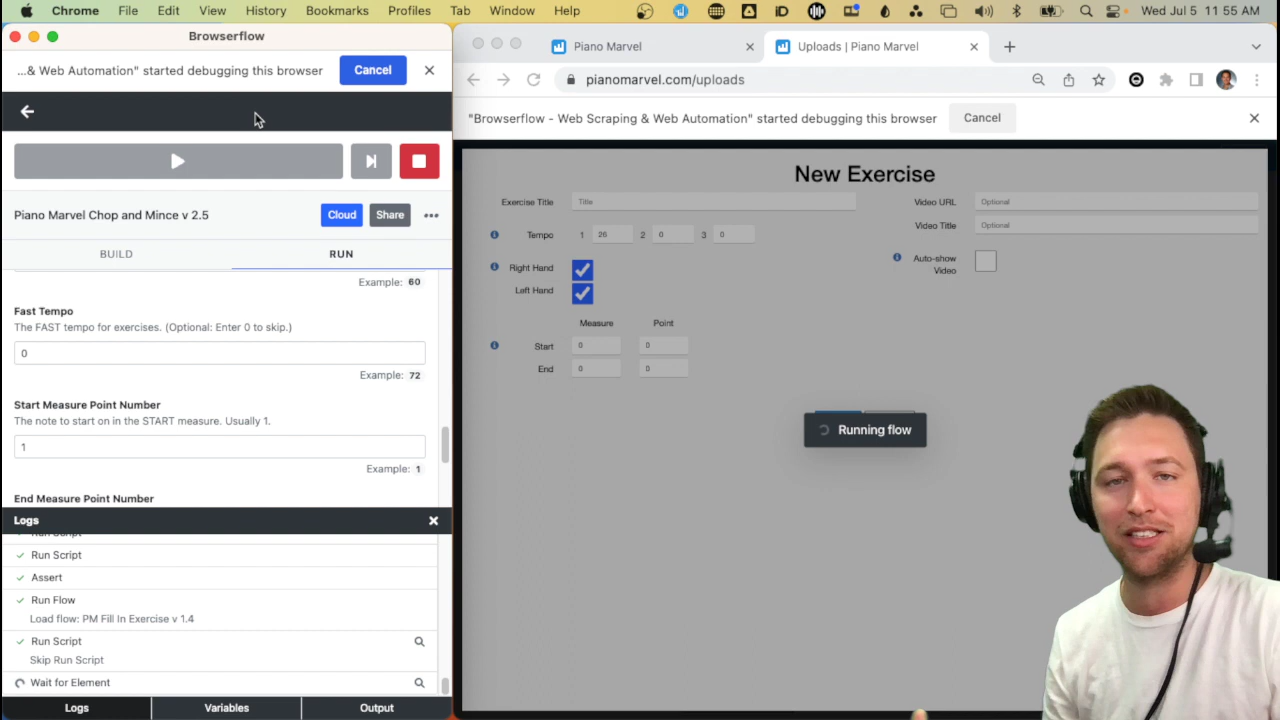 Chrome File Edit View History Bookmarks Profiles Tab Window Help Wed Jul 5 11:55 AM
Browserflow
...& Web Automation" started debugging this browser Cancel
Piano Marvel Chop and Mince v 2.5 Cloud Share
BUILD RUN
Example: 60
Fast Tempo
The FAST tempo for exercises. (Optional: Enter 0 to skip.)
0
Example: 72
Start Measure Point Number
The note to start on in the START measure. Usually 1.
1
Example: 1
End Measure Point Number
Logs
Run Script
Run Script
Assert
Run Flow
Load flow: PM Fill In Exercise v 1.4
Run Script
Skip Run Script
Wait for Element
Logs Variables Output
Piano Marvel Uploads | Piano Marvel
pianomarvel.com/uploads
"Browserflow - Web Scraping & Web Automation" started debugging this browser Cancel
New Exercise
Exercise Title Title Video URL Optional
Video Title Optional
Tempo 1 26 2 0 3 0
Auto-show
Video
Right Hand
Left Hand
Measure Point
Start 0 0
End 0 0
Running flow